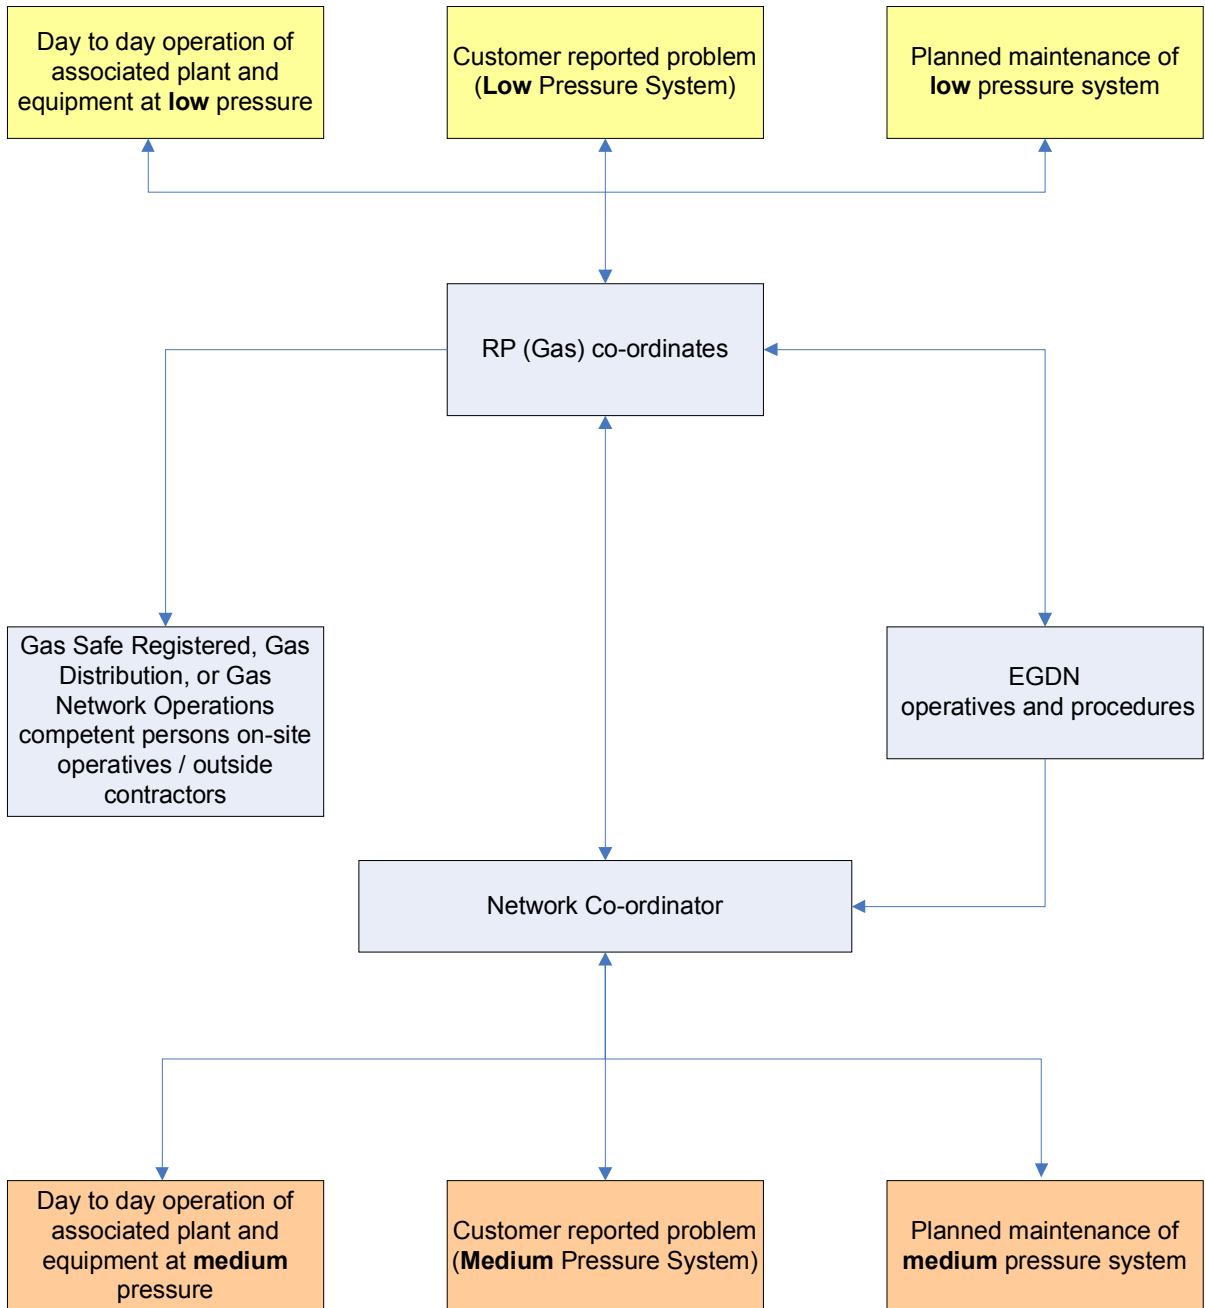 Day to day operation of
associated plant and
equipment at low pressure
Customer reported problem
(Low Pressure System)
Planned maintenance of
low pressure system
RP (Gas) co-ordinates
Gas Safe Registered, Gas
Distribution, or Gas
Network Operations
competent persons on-site
operatives / outside
contractors
EGDN
operatives and procedures
Network Co-ordinator
Day to day operation of
associated plant and
equipment at medium
pressure
Customer reported problem
(Medium Pressure System)
Planned maintenance of
medium pressure system